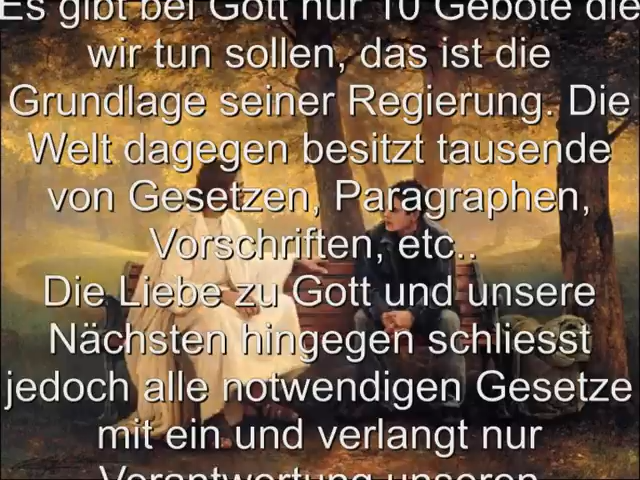 Es gibt bei Gott nur 10 Gebote die
wir tun sollen, das ist die
Grundlage seiner Regierung. Die
Welt dagegen besitzt tausende
von Gesetzen, Paragraphen,
Vorschriften, etc..
Die Liebe zu Gott und unsere
Nächsten hingegen schliesst
jedoch alle notwendigen Gesetze
mit ein und verlangt nur
Verantwortung unseren